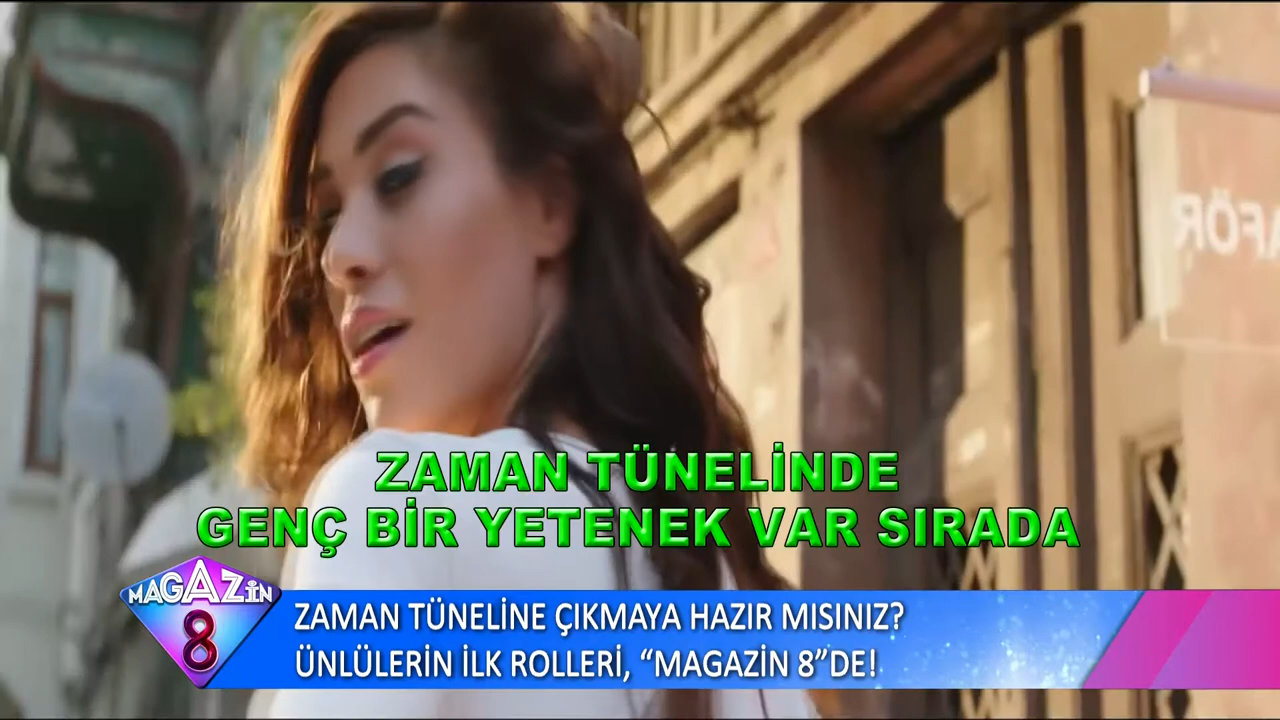 AFÖR
ZAMAN TÜNELİNDE
GENÇ BİR YETENEK VAR SIRADA
MAGAZİN
8
ZAMAN TÜNELİNE ÇIKMAYA HAZIR MISINIZ?
ÜNLÜLERİN İLK ROLLERİ, “MAGAZİN 8”DE!